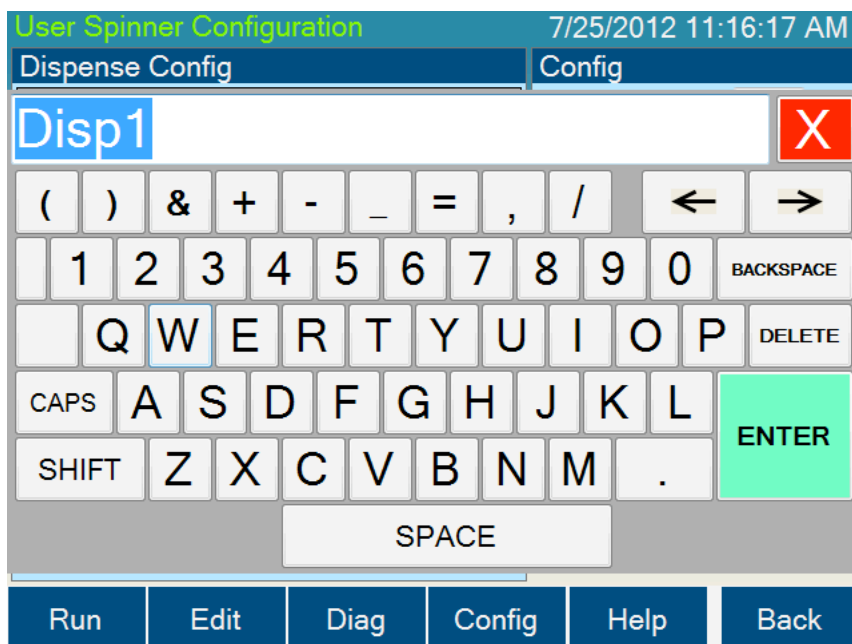 User Spinner Configuration 7/25/2012 11:16:17 AM
Dispense Config Config
Disp1 X
( ) & + - _ = , / ← →
1 2 3 4 5 6 7 8 9 0 BACKSPACE
Q W E R T Y U I O P DELETE
CAPS A S D F G H J K L
ENTER
SHIFT Z X C V B N M .
SPACE
Run Edit Diag Config Help Back